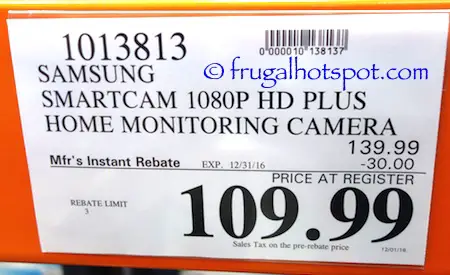 1013813
0000010 138137
SAMSUNG
© frugalhotspot.com
SMARTCAM 1080P HD PLUS
HOME MONITORING CAMERA
139.99
Mfr's Instant Rebate EXP. 12/31/16 -30.00
PRICE AT REGISTER
REBATE LIMIT
3
109.99
Sales Tax on the pre-rebate price
12/01/16